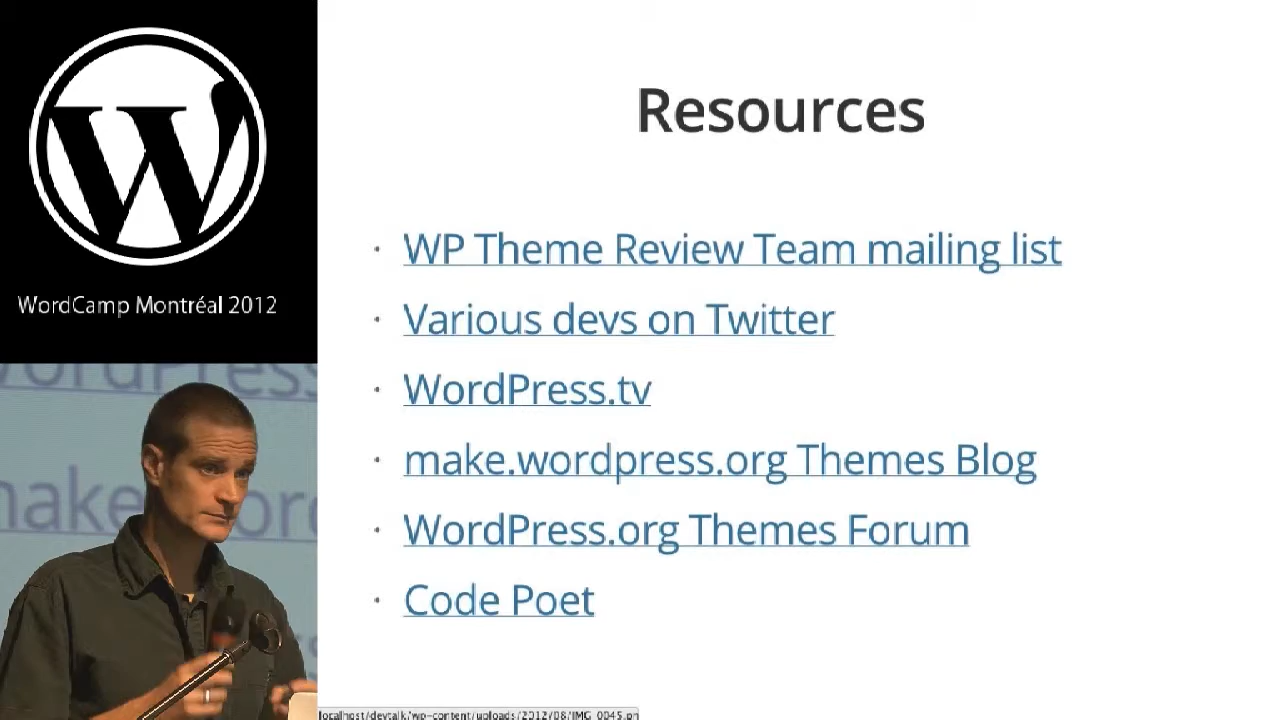 WordCamp Montréal 2012
Resources
WP Theme Review Team mailing list
Various devs on Twitter
WordPress.tv
make.wordpress.org Themes Blog
WordPress.org Themes Forum
Code Poet
localhost/devtalk/wp-content/uploads/2012/08/IMG_0045.pn